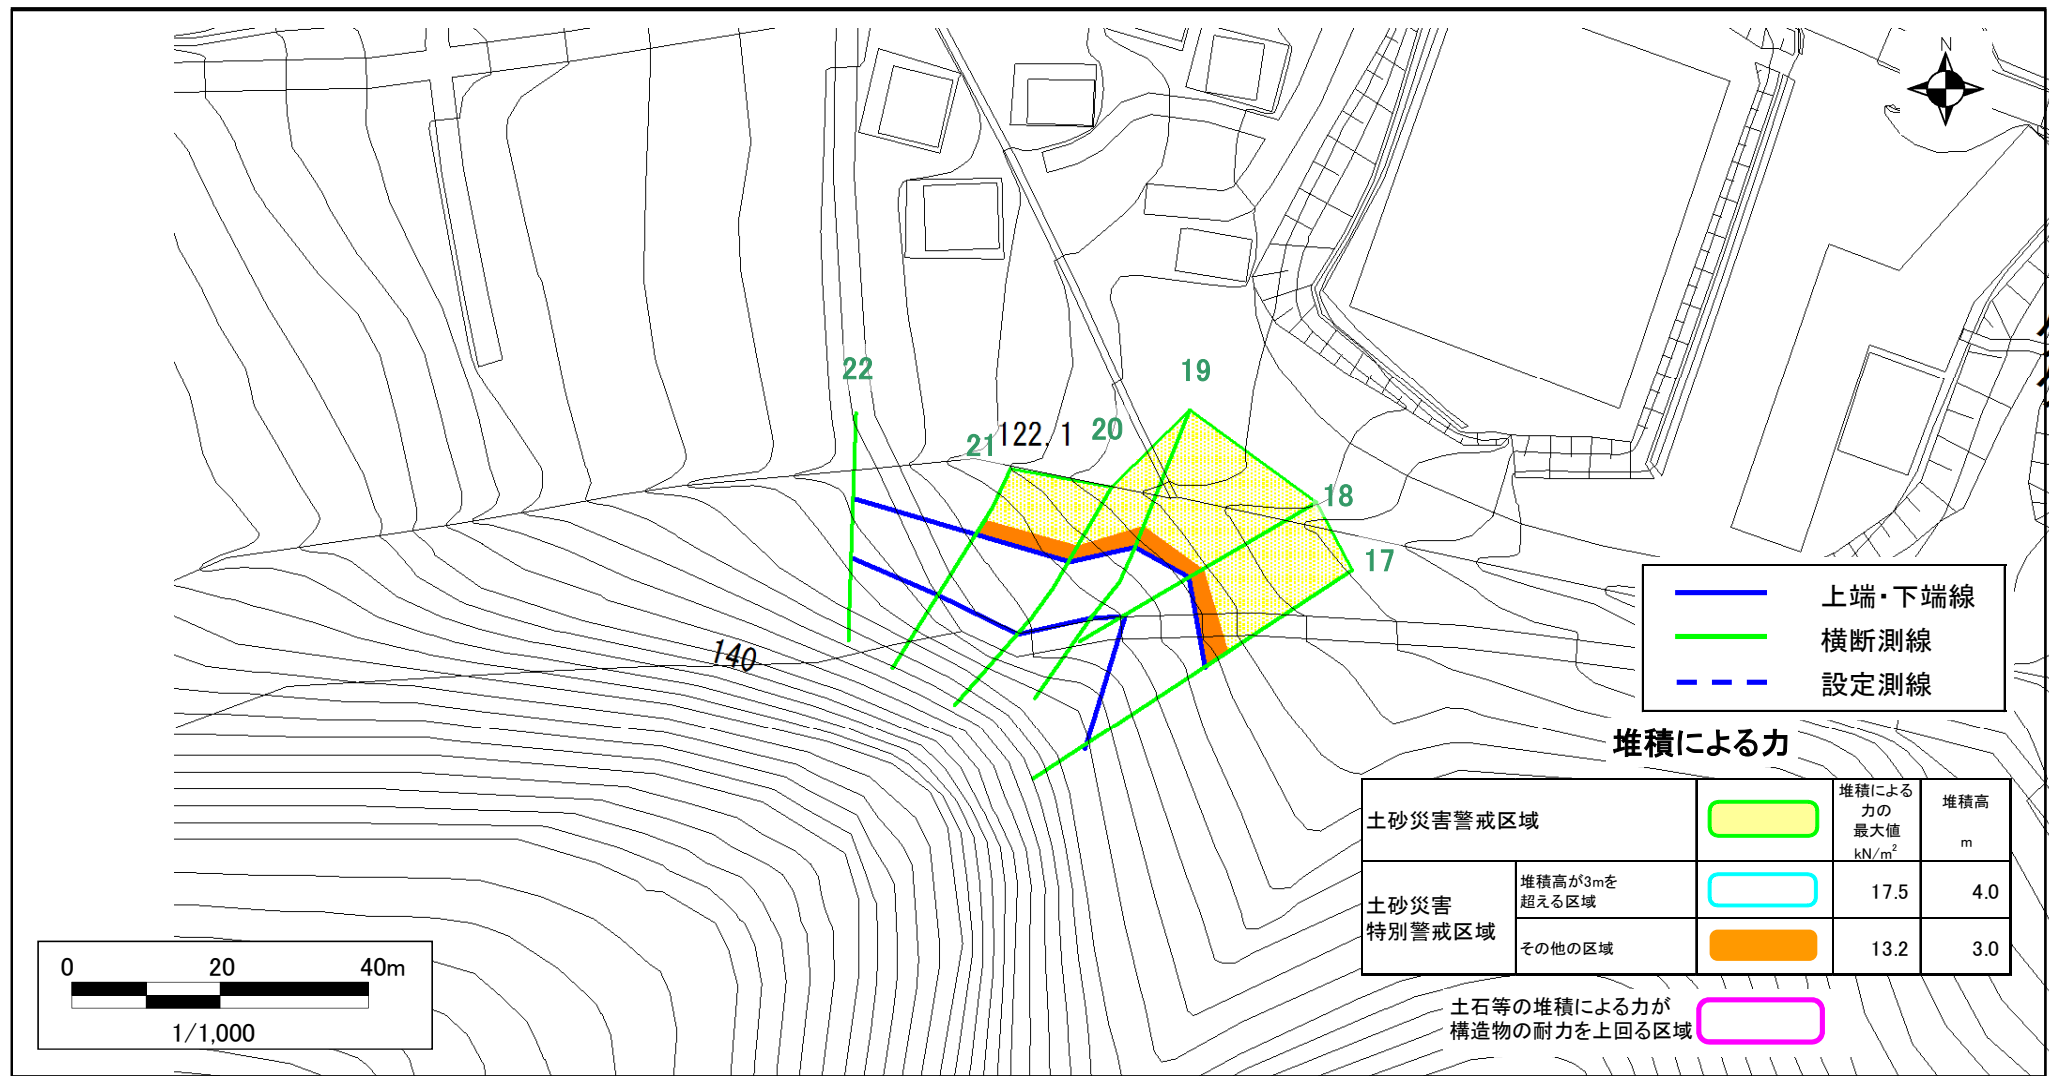 N
22
19
20
21
122.1
18
17
140
上端・下端線
横断測線
設定測線
堆積による力
土砂災害警戒区域
堆積による
力の
最大値
kN/m²
堆積高
m
土砂災害
特別警戒区域
堆積高が3mを
超える区域
17.5
4.0
その他の区域
13.2
3.0
土石等の堆積による力が
構造物の耐力を上回る区域
0 20 40m
1/1,000